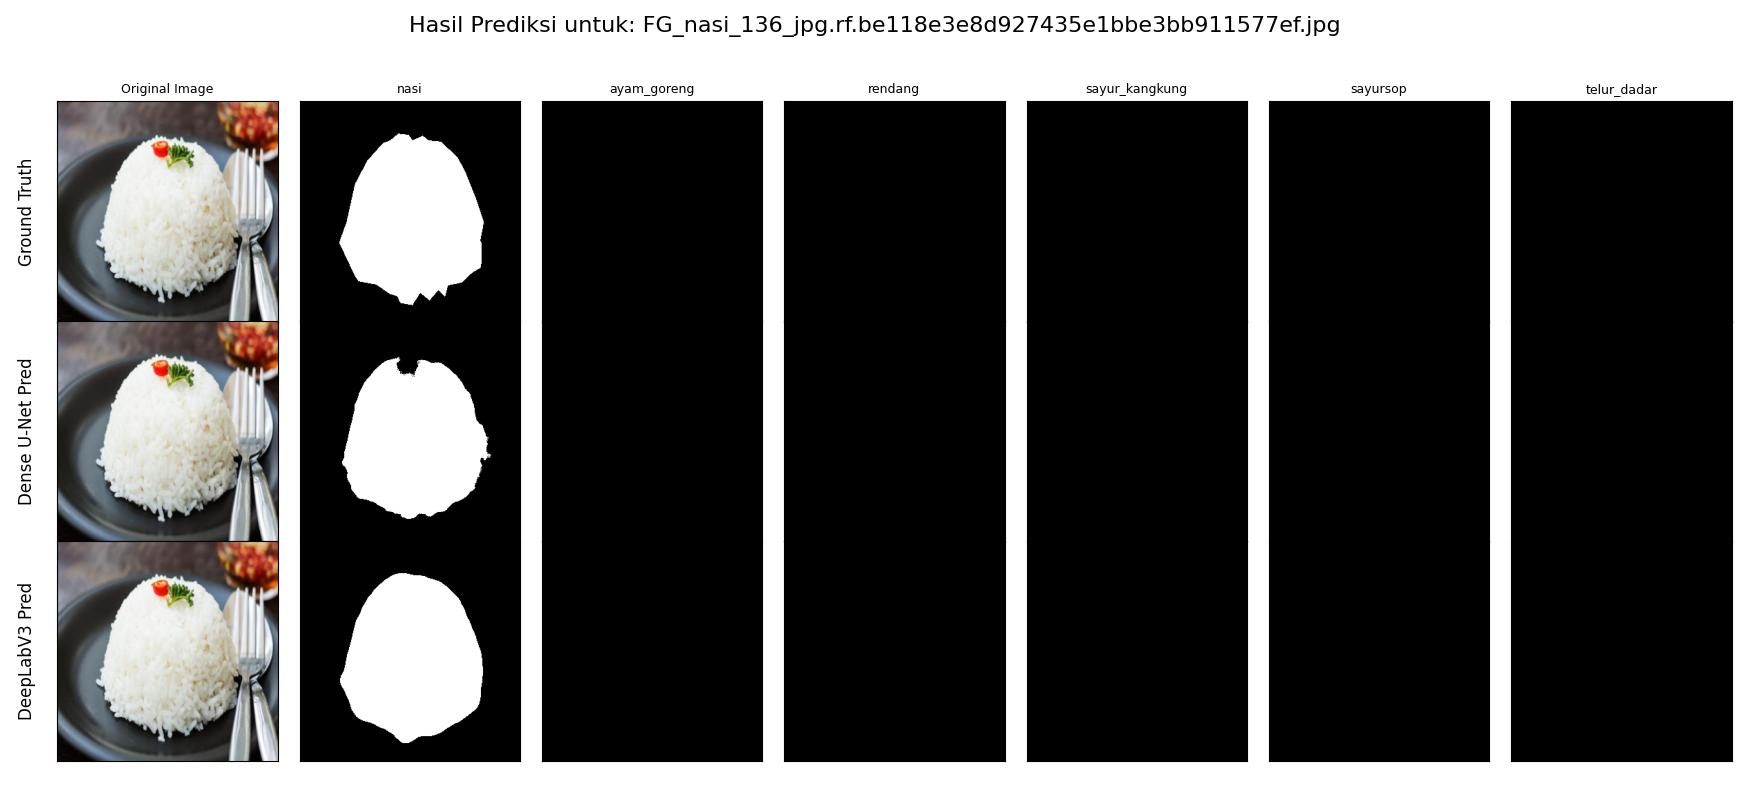 Hasil Prediksi untuk: FG_nasi_136_jpg.rf.be118e3e8d927435e1bbe3bb911577ef.jpg
Original Image
nasi
ayam_goreng
rendang
sayur_kangkung
sayursop
telur_dadar
Ground Truth
Dense U-Net Pred
DeepLabV3 Pred